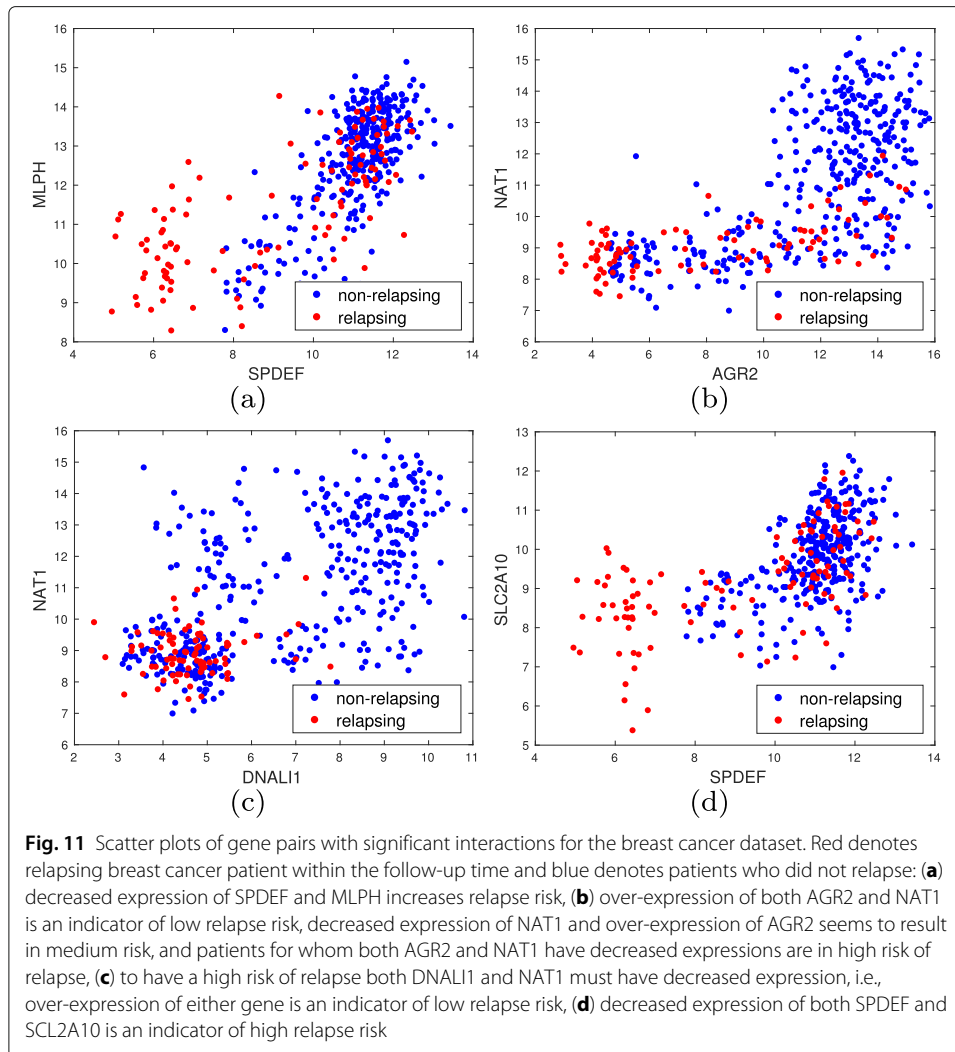 16
15
14
13
12
11
10
9
8
MLPH
non-relapsing
relapsing
4 6 8 10 12 14
SPDEF
(a)
16
15
14
13
12
11
10
9
8
7
6
NAT1
non-relapsing
relapsing
2 4 6 8 10 12 14 16
AGR2
(b)
16
15
14
13
12
11
10
9
8
7
6
NAT1
non-relapsing
relapsing
2 3 4 5 6 7 8 9 10 11
DNALI1
(c)
13
12
11
10
9
8
7
6
5
SLC2A10
non-relapsing
relapsing
4 6 8 10 12 14
SPDEF
(d)
Fig. 11 Scatter plots of gene pairs with significant interactions for the breast cancer dataset. Red denotes
relapsing breast cancer patient within the follow-up time and blue denotes patients who did not relapse: (a)
decreased expression of SPDEF and MLPH increases relapse risk, (b) over-expression of both AGR2 and NAT1
is an indicator of low relapse risk, decreased expression of NAT1 and over-expression of AGR2 seems to result
in medium risk, and patients for whom both AGR2 and NAT1 have decreased expressions are in high risk of
relapse, (c) to have a high risk of relapse both DNALI1 and NAT1 must have decreased expression, i.e.,
over-expression of either gene is an indicator of low relapse risk, (d) decreased expression of both SPDEF and
SCL2A10 is an indicator of high relapse risk